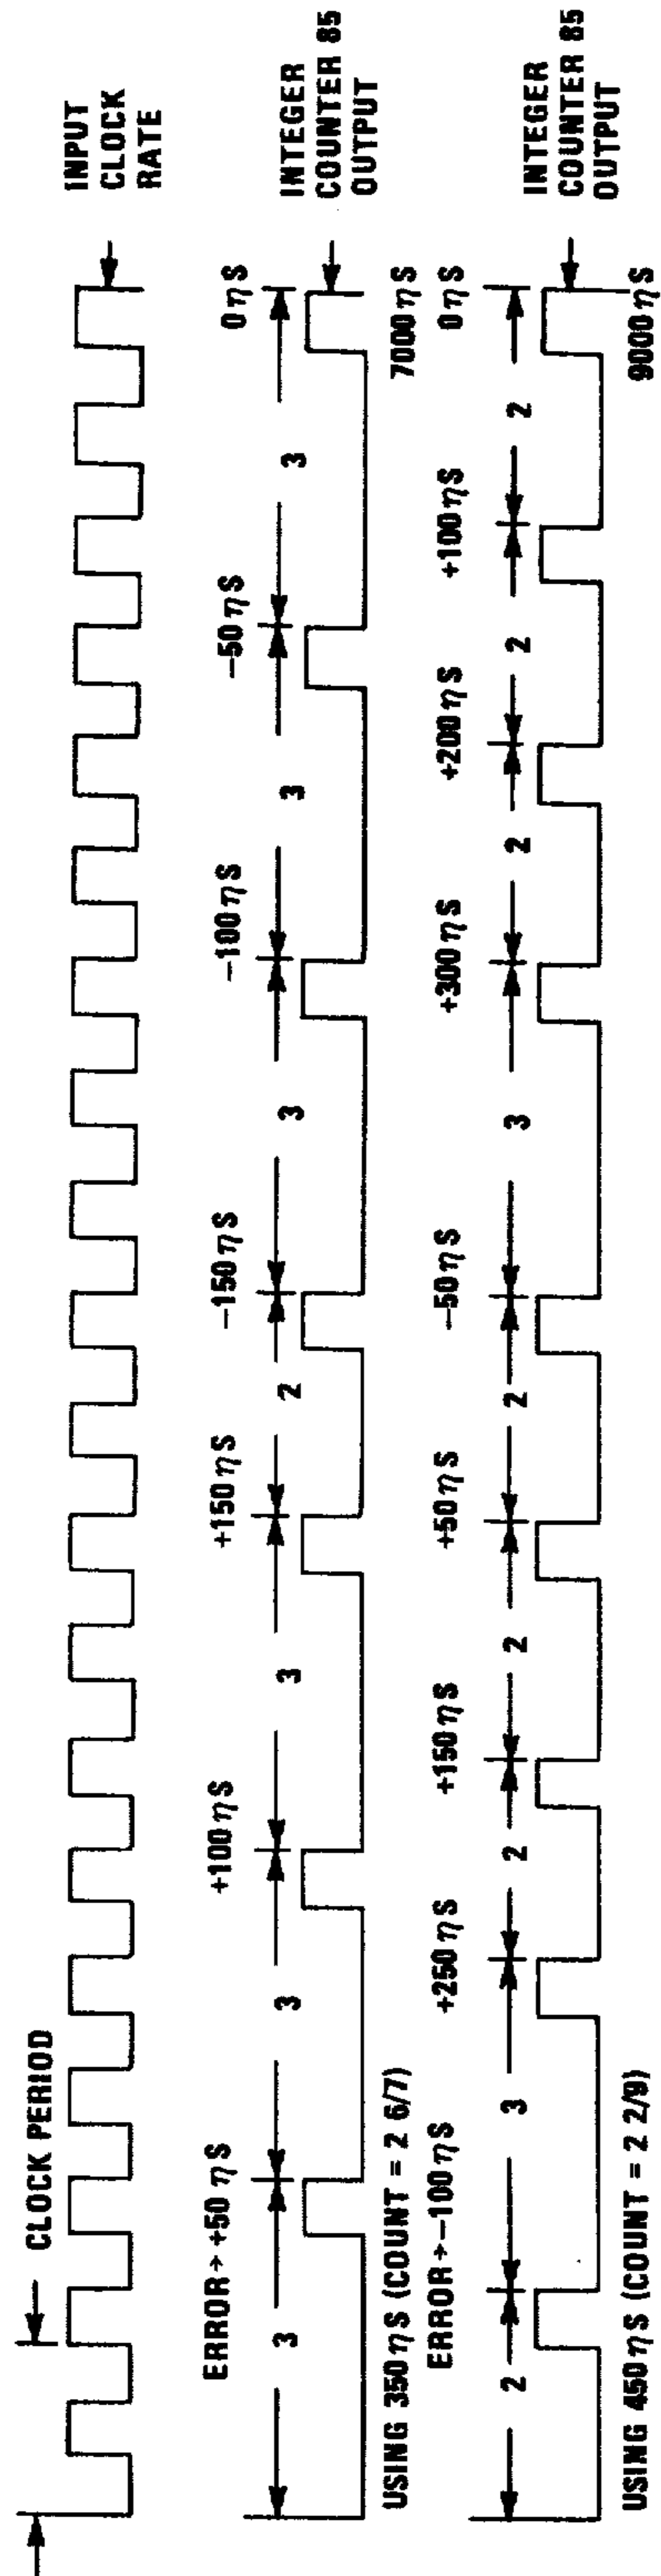 CLOCK PERIOD
INPUT
CLOCK
RATE
ERROR→ +50 ηS +100 ηS +150 ηS −150 ηS −100 ηS −50 ηS 0 ηS
3 3 3 2 3 3 3
INTEGER
COUNTER 85
OUTPUT
USING 350 ηS (COUNT = 2 6/7) 7000 ηS
ERROR→ −100 ηS +250 ηS +150 ηS +50 ηS −50 ηS +300 ηS +200 ηS +100 ηS 0 ηS
2 3 2 2 2 3 2 2 2
INTEGER
COUNTER 85
OUTPUT
USING 450 ηS (COUNT = 2 2/9) 9000 ηS